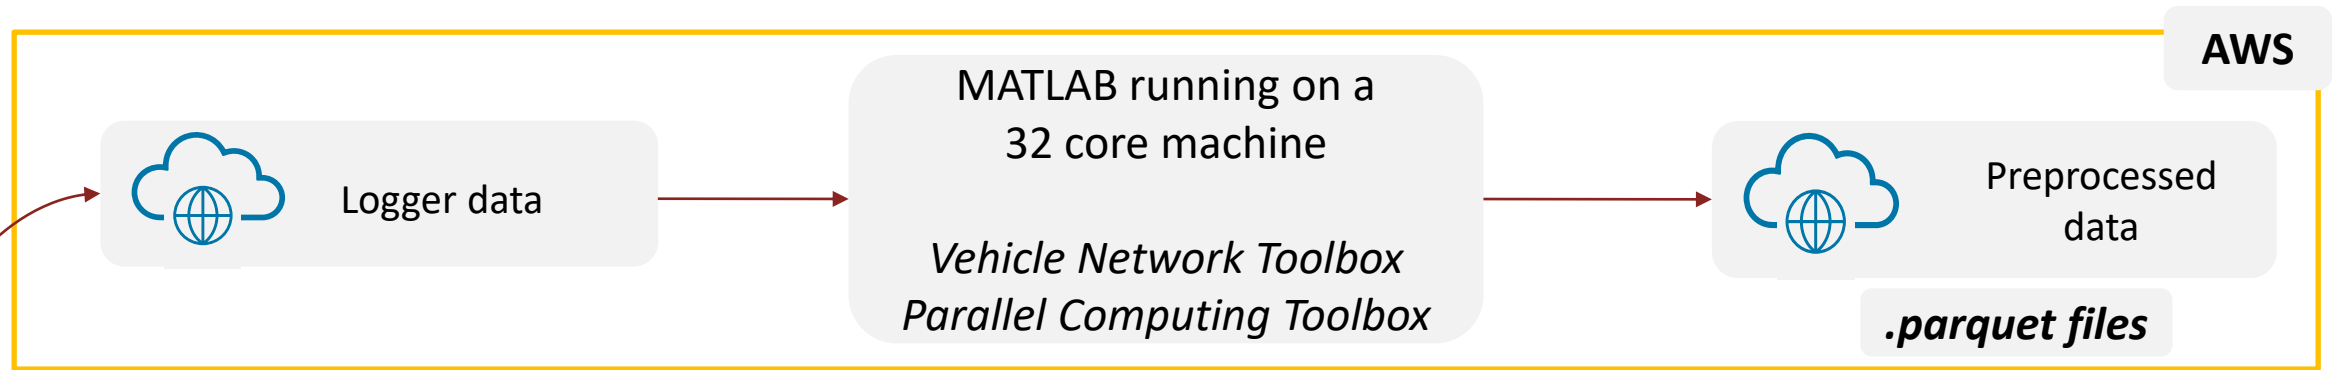 AWS
Logger data
MATLAB running on a
32 core machine
Vehicle Network Toolbox
Parallel Computing Toolbox
Preprocessed
data
.parquet files